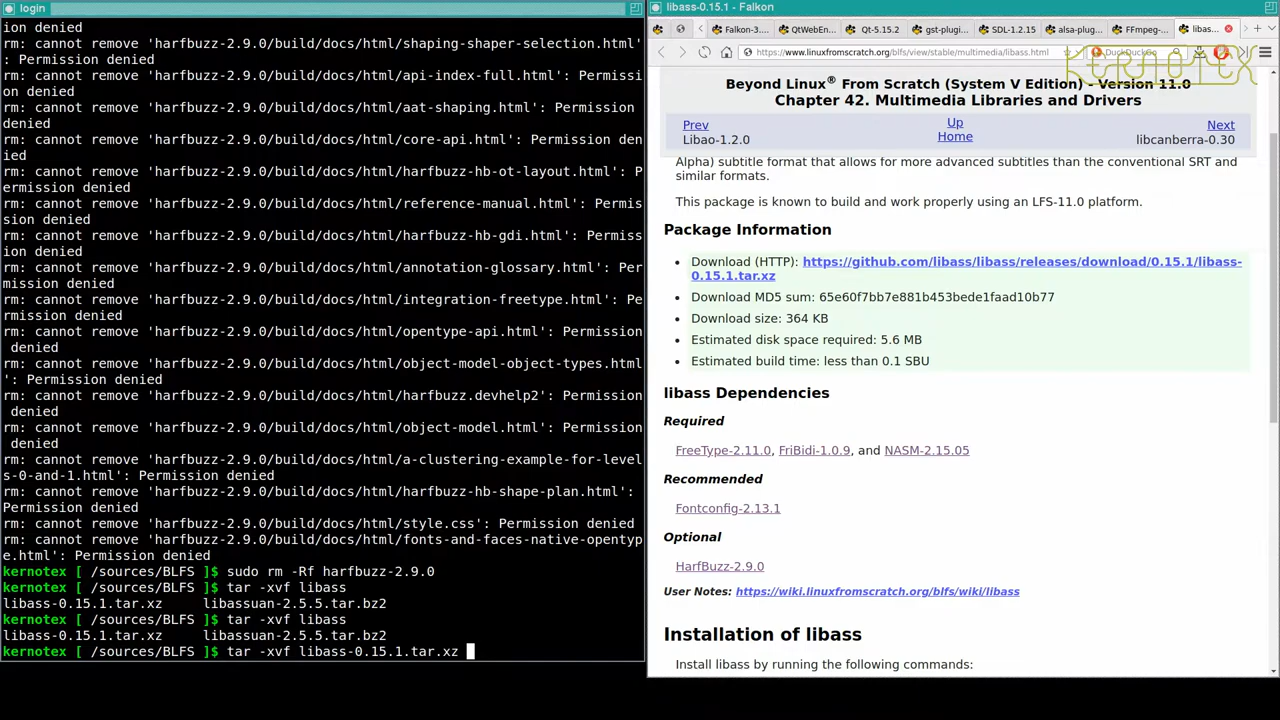 login
ion denied
rm: cannot remove 'harfbuzz-2.9.0/build/docs/html/shaping-shaper-selection.html'
: Permission denied
rm: cannot remove 'harfbuzz-2.9.0/build/docs/html/api-index-full.html': Permissi
on denied
rm: cannot remove 'harfbuzz-2.9.0/build/docs/html/aat-shaping.html': Permission
denied
rm: cannot remove 'harfbuzz-2.9.0/build/docs/html/core-api.html': Permission den
ied
rm: cannot remove 'harfbuzz-2.9.0/build/docs/html/harfbuzz-hb-ot-layout.html': P
ermission denied
rm: cannot remove 'harfbuzz-2.9.0/build/docs/html/reference-manual.html': Permis
sion denied
rm: cannot remove 'harfbuzz-2.9.0/build/docs/html/harfbuzz-hb-gdi.html': Permiss
ion denied
rm: cannot remove 'harfbuzz-2.9.0/build/docs/html/annotation-glossary.html': Per
mission denied
rm: cannot remove 'harfbuzz-2.9.0/build/docs/html/integration-freetype.html': Pe
rmission denied
rm: cannot remove 'harfbuzz-2.9.0/build/docs/html/opentype-api.html': Permission
 denied
rm: cannot remove 'harfbuzz-2.9.0/build/docs/html/object-model-object-types.html
': Permission denied
rm: cannot remove 'harfbuzz-2.9.0/build/docs/html/harfbuzz.devhelp2': Permission
 denied
rm: cannot remove 'harfbuzz-2.9.0/build/docs/html/object-model.html': Permission
 denied
rm: cannot remove 'harfbuzz-2.9.0/build/docs/html/a-clustering-example-for-level
s-0-and-1.html': Permission denied
rm: cannot remove 'harfbuzz-2.9.0/build/docs/html/harfbuzz-hb-shape-plan.html':
Permission denied
rm: cannot remove 'harfbuzz-2.9.0/build/docs/html/style.css': Permission denied
rm: cannot remove 'harfbuzz-2.9.0/build/docs/html/fonts-and-faces-native-opentyp
e.html': Permission denied
kernotex [ /sources/BLFS ]$ sudo rm -Rf harfbuzz-2.9.0
kernotex [ /sources/BLFS ]$ tar -xvf libass
libass-0.15.1.tar.xz libassuan-2.5.5.tar.bz2
kernotex [ /sources/BLFS ]$ tar -xvf libass
libass-0.15.1.tar.xz libassuan-2.5.5.tar.bz2
kernotex [ /sources/BLFS ]$ tar -xvf libass-0.15.1.tar.xz
libass-0.15.1 - Falkon
Falkon-3.... QtWebEn... Qt-5.15.2 gst-plugi... SDL-1.2.15 alsa-plug... FFmpeg-... libas...
https://www.linuxfromscratch.org/blfs/view/stable/multimedia/libass.html DuckDuckGo
KERNOTEX
Beyond Linux® From Scratch (System V Edition) - Version 11.0
Chapter 42. Multimedia Libraries and Drivers
Prev Up Next
Libao-1.2.0 Home libcanberra-0.30
Alpha) subtitle format that allows for more advanced subtitles than the conventional SRT and
similar formats.
This package is known to build and work properly using an LFS-11.0 platform.
Package Information
Download (HTTP): https://github.com/libass/libass/releases/download/0.15.1/libass-
0.15.1.tar.xz
Download MD5 sum: 65e60f7bb7e881b453bede1faad10b77
Download size: 364 KB
Estimated disk space required: 5.6 MB
Estimated build time: less than 0.1 SBU
libass Dependencies
Required
FreeType-2.11.0, FriBidi-1.0.9, and NASM-2.15.05
Recommended
Fontconfig-2.13.1
Optional
HarfBuzz-2.9.0
User Notes: https://wiki.linuxfromscratch.org/blfs/wiki/libass
Installation of libass
Install libass by running the following commands: